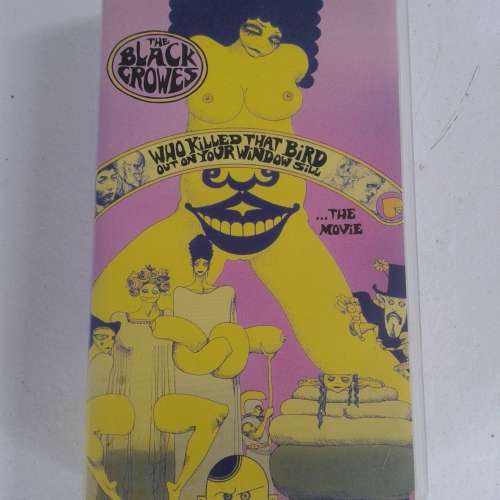 THE
BLACK
CROWES
WHO KILLED THAT BIRD
OUT ON YOUR WINDOW SILL
...THE
MOVIE